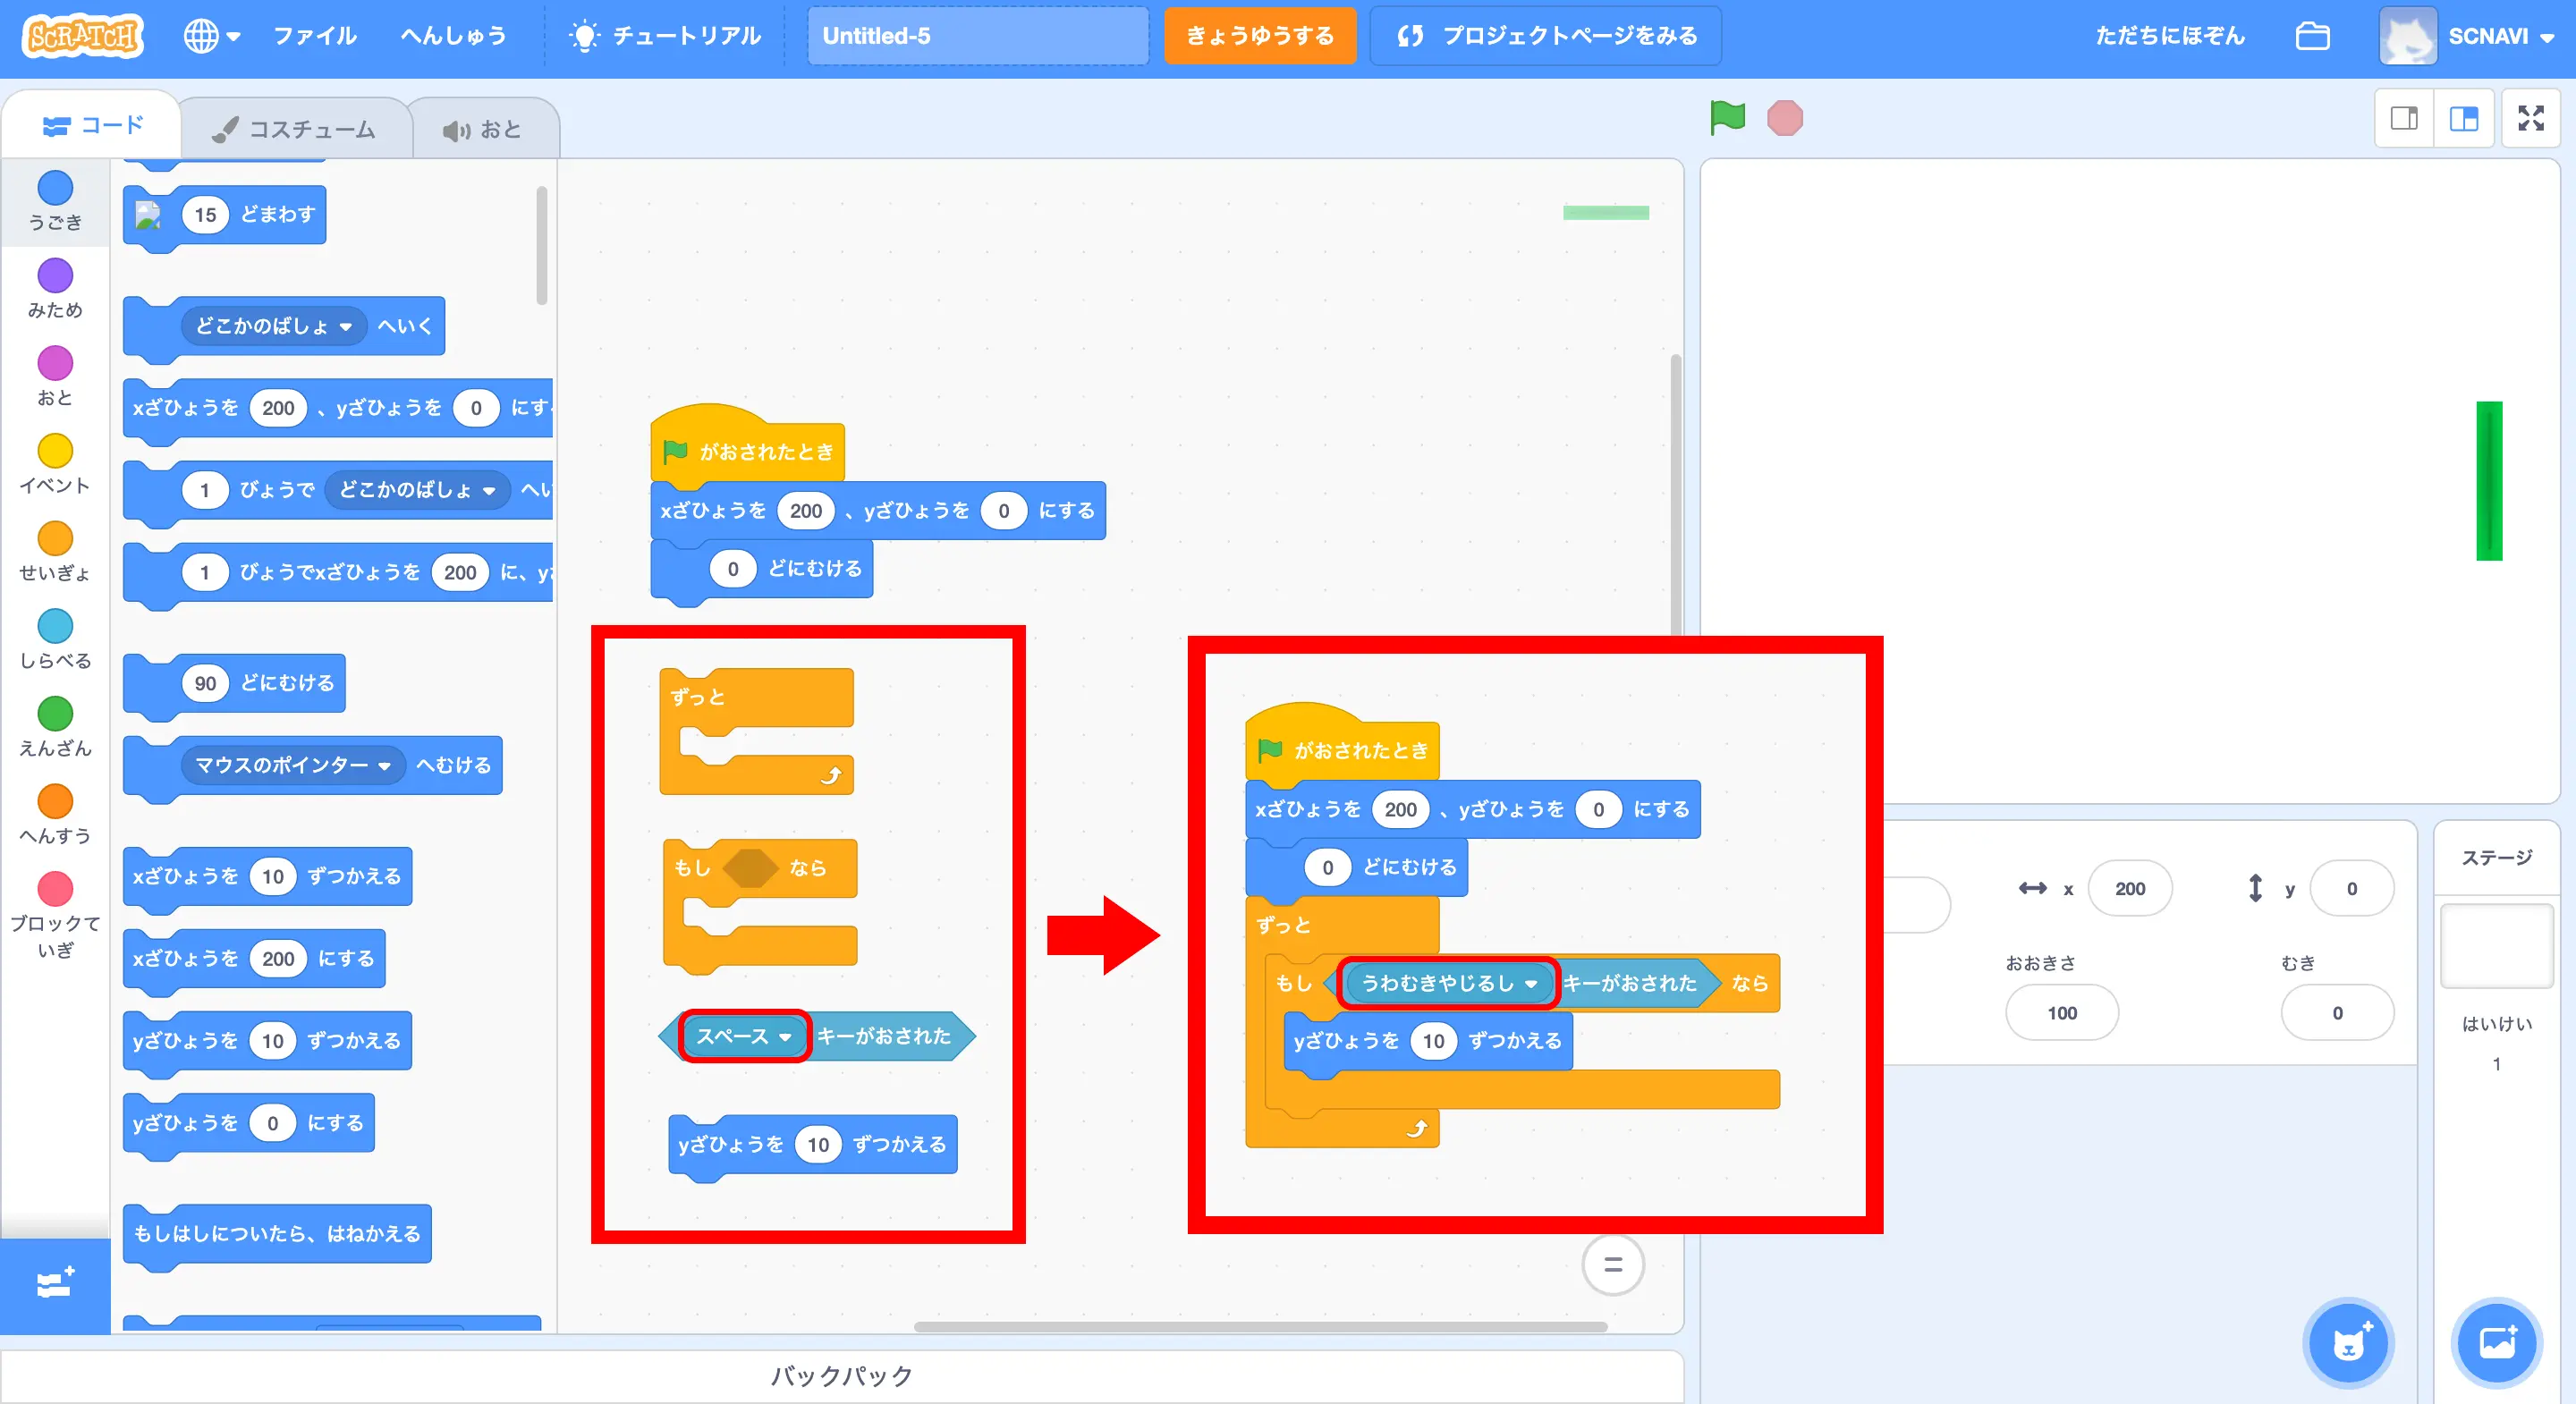 SCRATCH
ファイル
へんしゅう
チュートリアル
Untitled-5
きょうゆうする
プロジェクトページをみる
ただちにほぞん
SCNAVI
コード
コスチューム
おと
うごき
みため
おと
イベント
せいぎょ
しらべる
えんざん
へんすう
ブロックて
いぎ
15 どまわす
どこかのばしょ へいく
xざひょうを 200 、yざひょうを 0 にす
1 びょうで どこかのばしょ へい
1 びょうでxざひょうを 200 に、y
90 どにむける
マウスのポインター へむける
xざひょうを 10 ずつかえる
xざひょうを 200 にする
yざひょうを 10 ずつかえる
yざひょうを 0 にする
もしはしについたら、はねかえる
がおされたとき
xざひょうを 200 、yざひょうを 0 にする
0 どにむける
ずっと
もし なら
スペース キーがおされた
yざひょうを 10 ずつかえる
がおされたとき
xざひょうを 200 、yざひょうを 0 にする
0 どにむける
ずっと
もし うわむきやじるし キーがおされた なら
yざひょうを 10 ずつかえる
x 200 y 0
おおきさ むき
100 0
ステージ
はいけい
1
バックパック